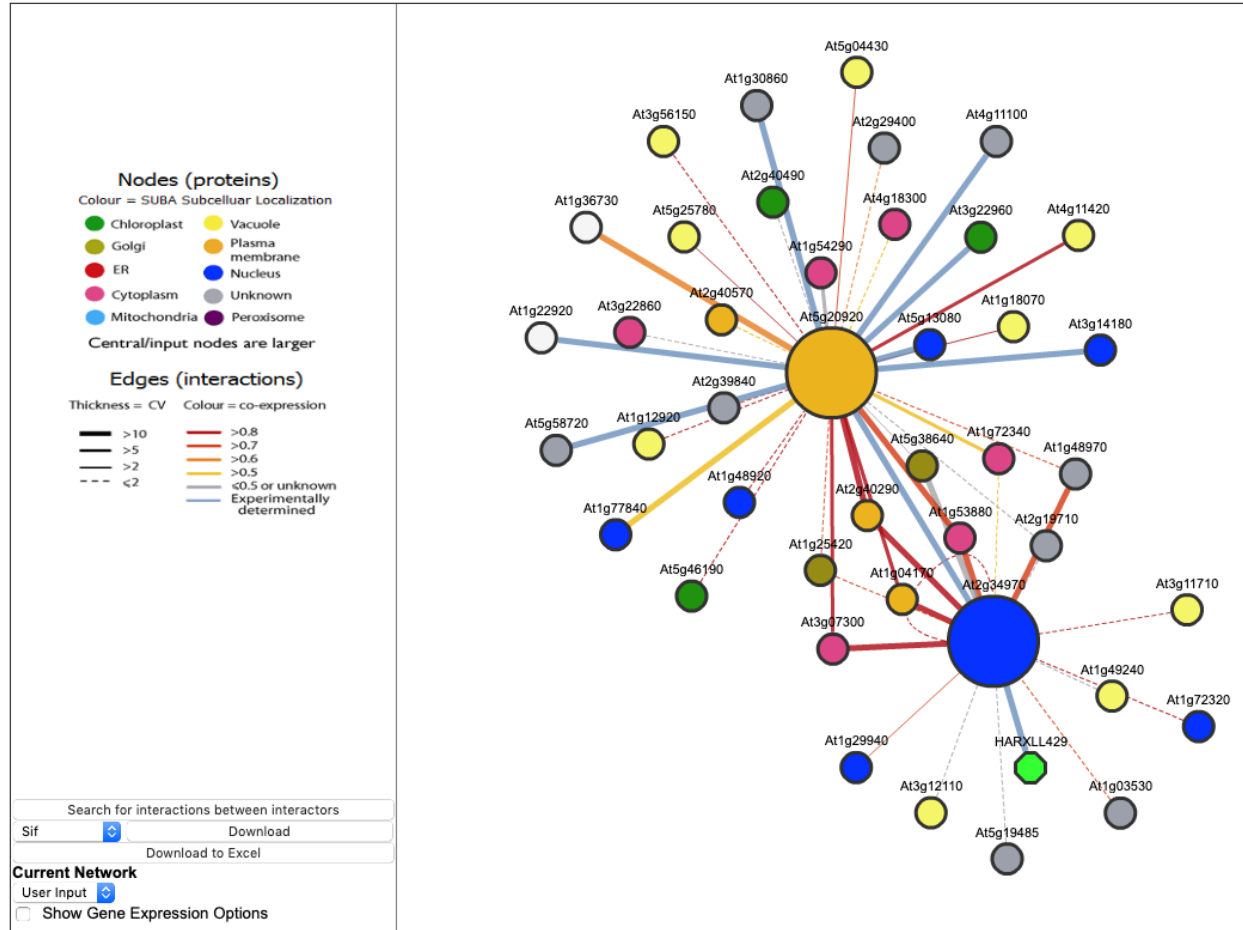 Nodes (proteins)
Colour = SUBA Subcelluar Localization
Chloroplast
Vacuole
Golgi
Plasma
membrane
ER
Nucleus
Cytoplasm
Unknown
Mitochondria
Peroxisome
Central/input nodes are larger
Edges (interactions)
Thickness = CV
Colour = co-expression
>10
>0.8
>5
>0.7
>2
>0.6
⩽2
>0.5
⩽0.5 or unknown
Experimentally
determined
Search for interactions between interactors
Sif
Download
Download to Excel
Current Network
User Input
Show Gene Expression Options
At5g04430
At1g30860
At3g56150
At2g29400
At4g11100
At2g40490
At1g36730
At5g25780
At4g18300
At3g22960
At4g11420
At1g54290
At1g22920
At3g22860
At2g40570
At5g20920
At5g13080
At1g18070
At3g14180
At2g39840
At5g58720
At1g12920
At5g38640
At1g72340
At1g48970
At1g77840
At1g48920
At2g40290
At1g53880
At2g19710
At5g46190
At1g25420
At1g04170
At2g34970
At3g11710
At3g07300
At1g49240
At1g72320
At1g29940
HARXLL429
At3g12110
At1g03530
At5g19485